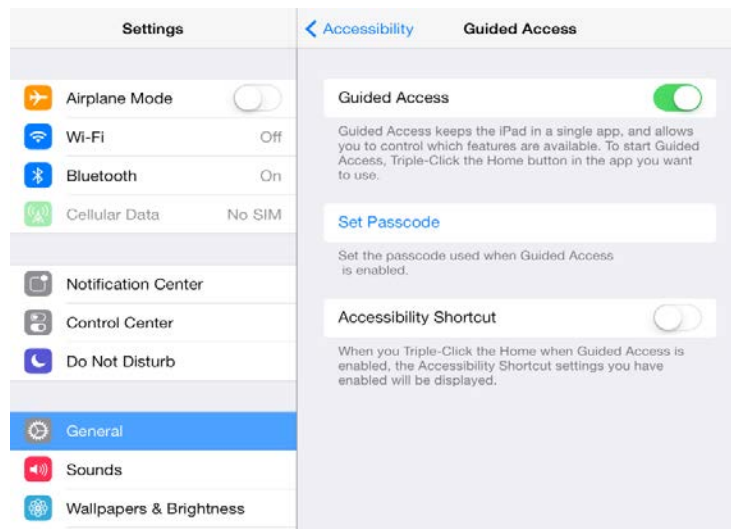 Settings
Airplane Mode
Wi-Fi Off
Bluetooth On
Cellular Data No SIM
Notification Center
Control Center
Do Not Disturb
General
Sounds
Wallpapers & Brightness
Accessibility Guided Access
Guided Access
Guided Access keeps the iPad in a single app, and allows
you to control which features are available. To start Guided
Access, Triple-Click the Home button in the app you want
to use.
Set Passcode
Set the passcode used when Guided Access
is enabled.
Accessibility Shortcut
When you Triple-Click the Home when Guided Access is
enabled, the Accessibility Shortcut settings you have
enabled will be displayed.